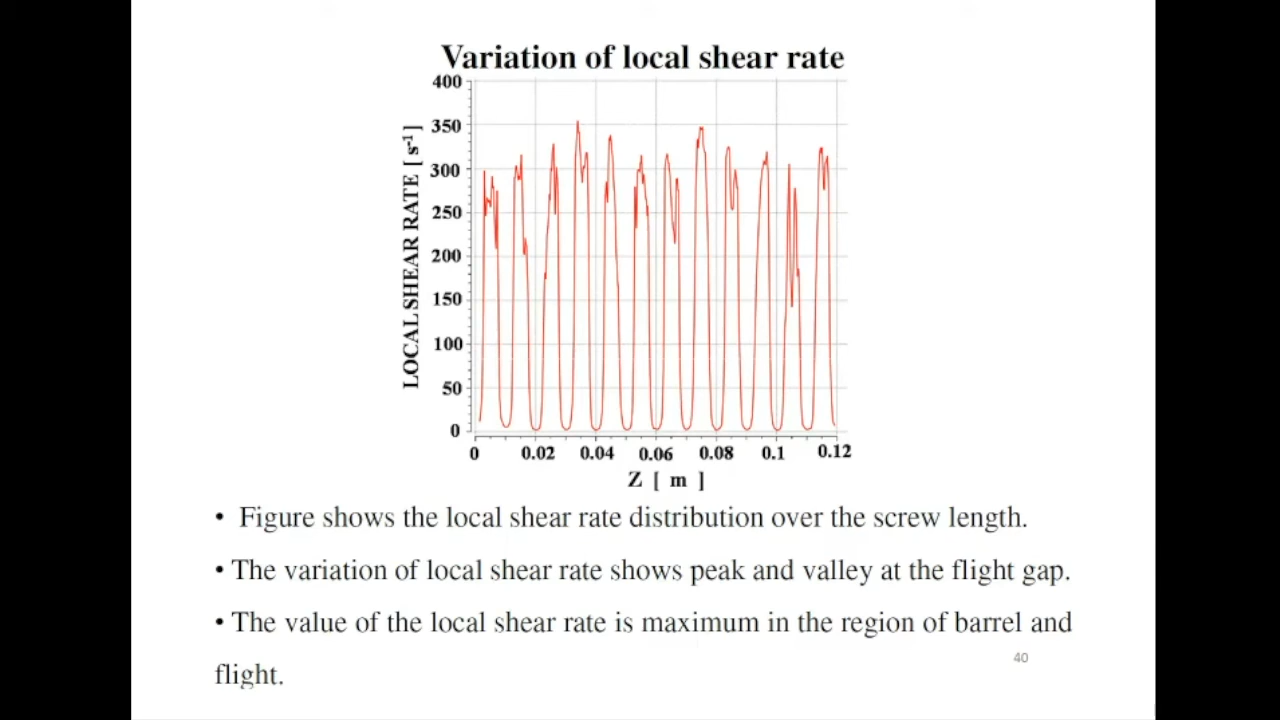 Variation of local shear rate
LOCAL SHEAR RATE [ s-1 ]
400
350
300
250
200
150
100
50
0
0 0.02 0.04 0.06 0.08 0.1 0.12
Z [ m ]
• Figure shows the local shear rate distribution over the screw length.
• The variation of local shear rate shows peak and valley at the flight gap.
• The value of the local shear rate is maximum in the region of barrel and
flight.
40